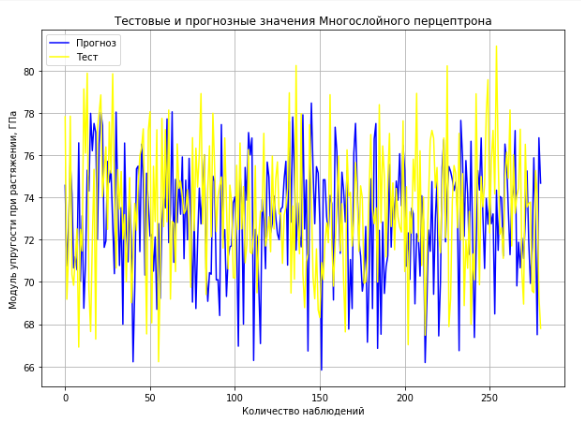 Тестовые и прогнозные значения Многослойного перцептрона
Прогноз
Тест
Модуль упругости при растяжении, ГПа
80
78
76
74
72
70
68
66
0
50
100
150
200
250
Количество наблюдений